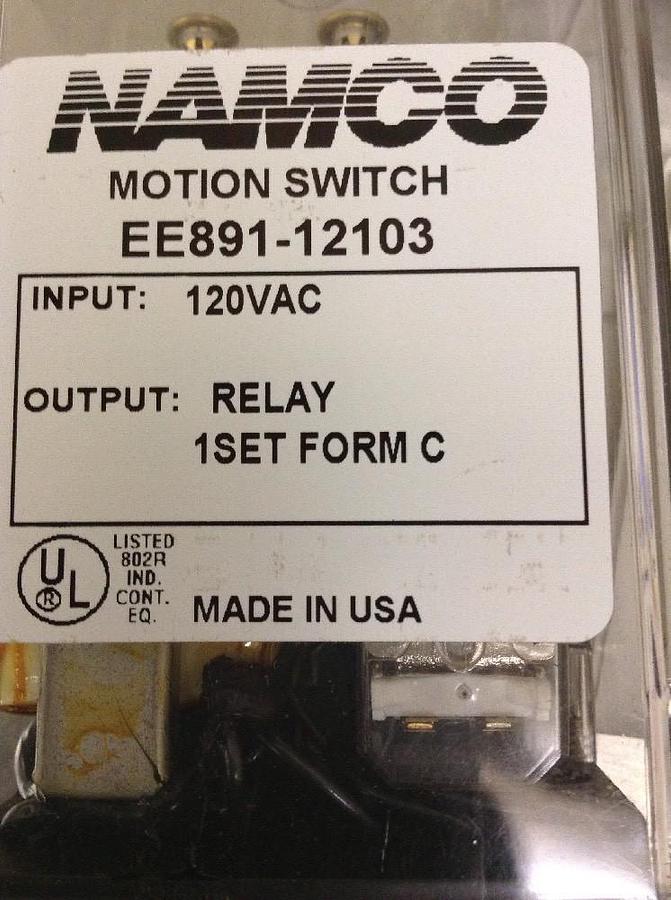 NAMCO
MOTION SWITCH
EE891-12103
INPUT: 120VAC
OUTPUT: RELAY
1SET FORM C
UL
®
LISTED
802R
IND.
CONT.
EQ.
MADE IN USA